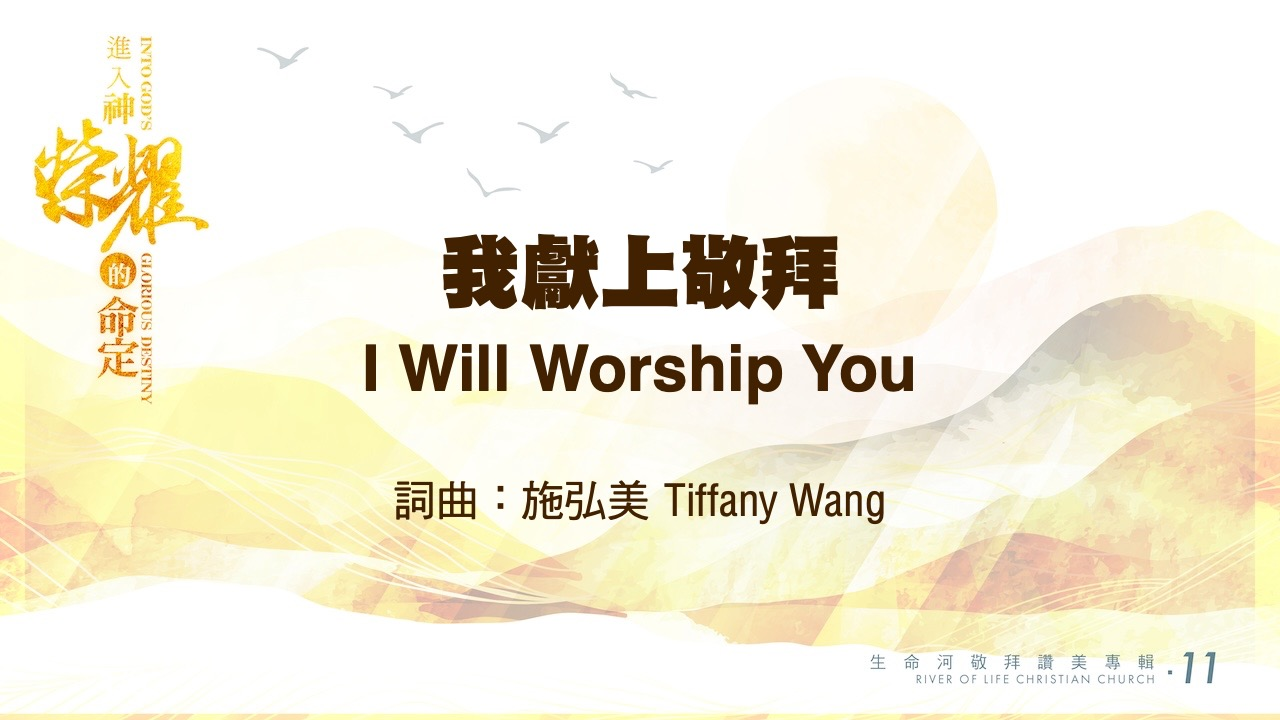 進入神
榮耀
的
命定
INTO GOD'S
GLORIOUS DESTINY
我獻上敬拜
I Will Worship You
詞曲：施弘美 Tiffany Wang
生命河敬拜讚美專輯 · 11
RIVER OF LIFE CHRISTIAN CHURCH